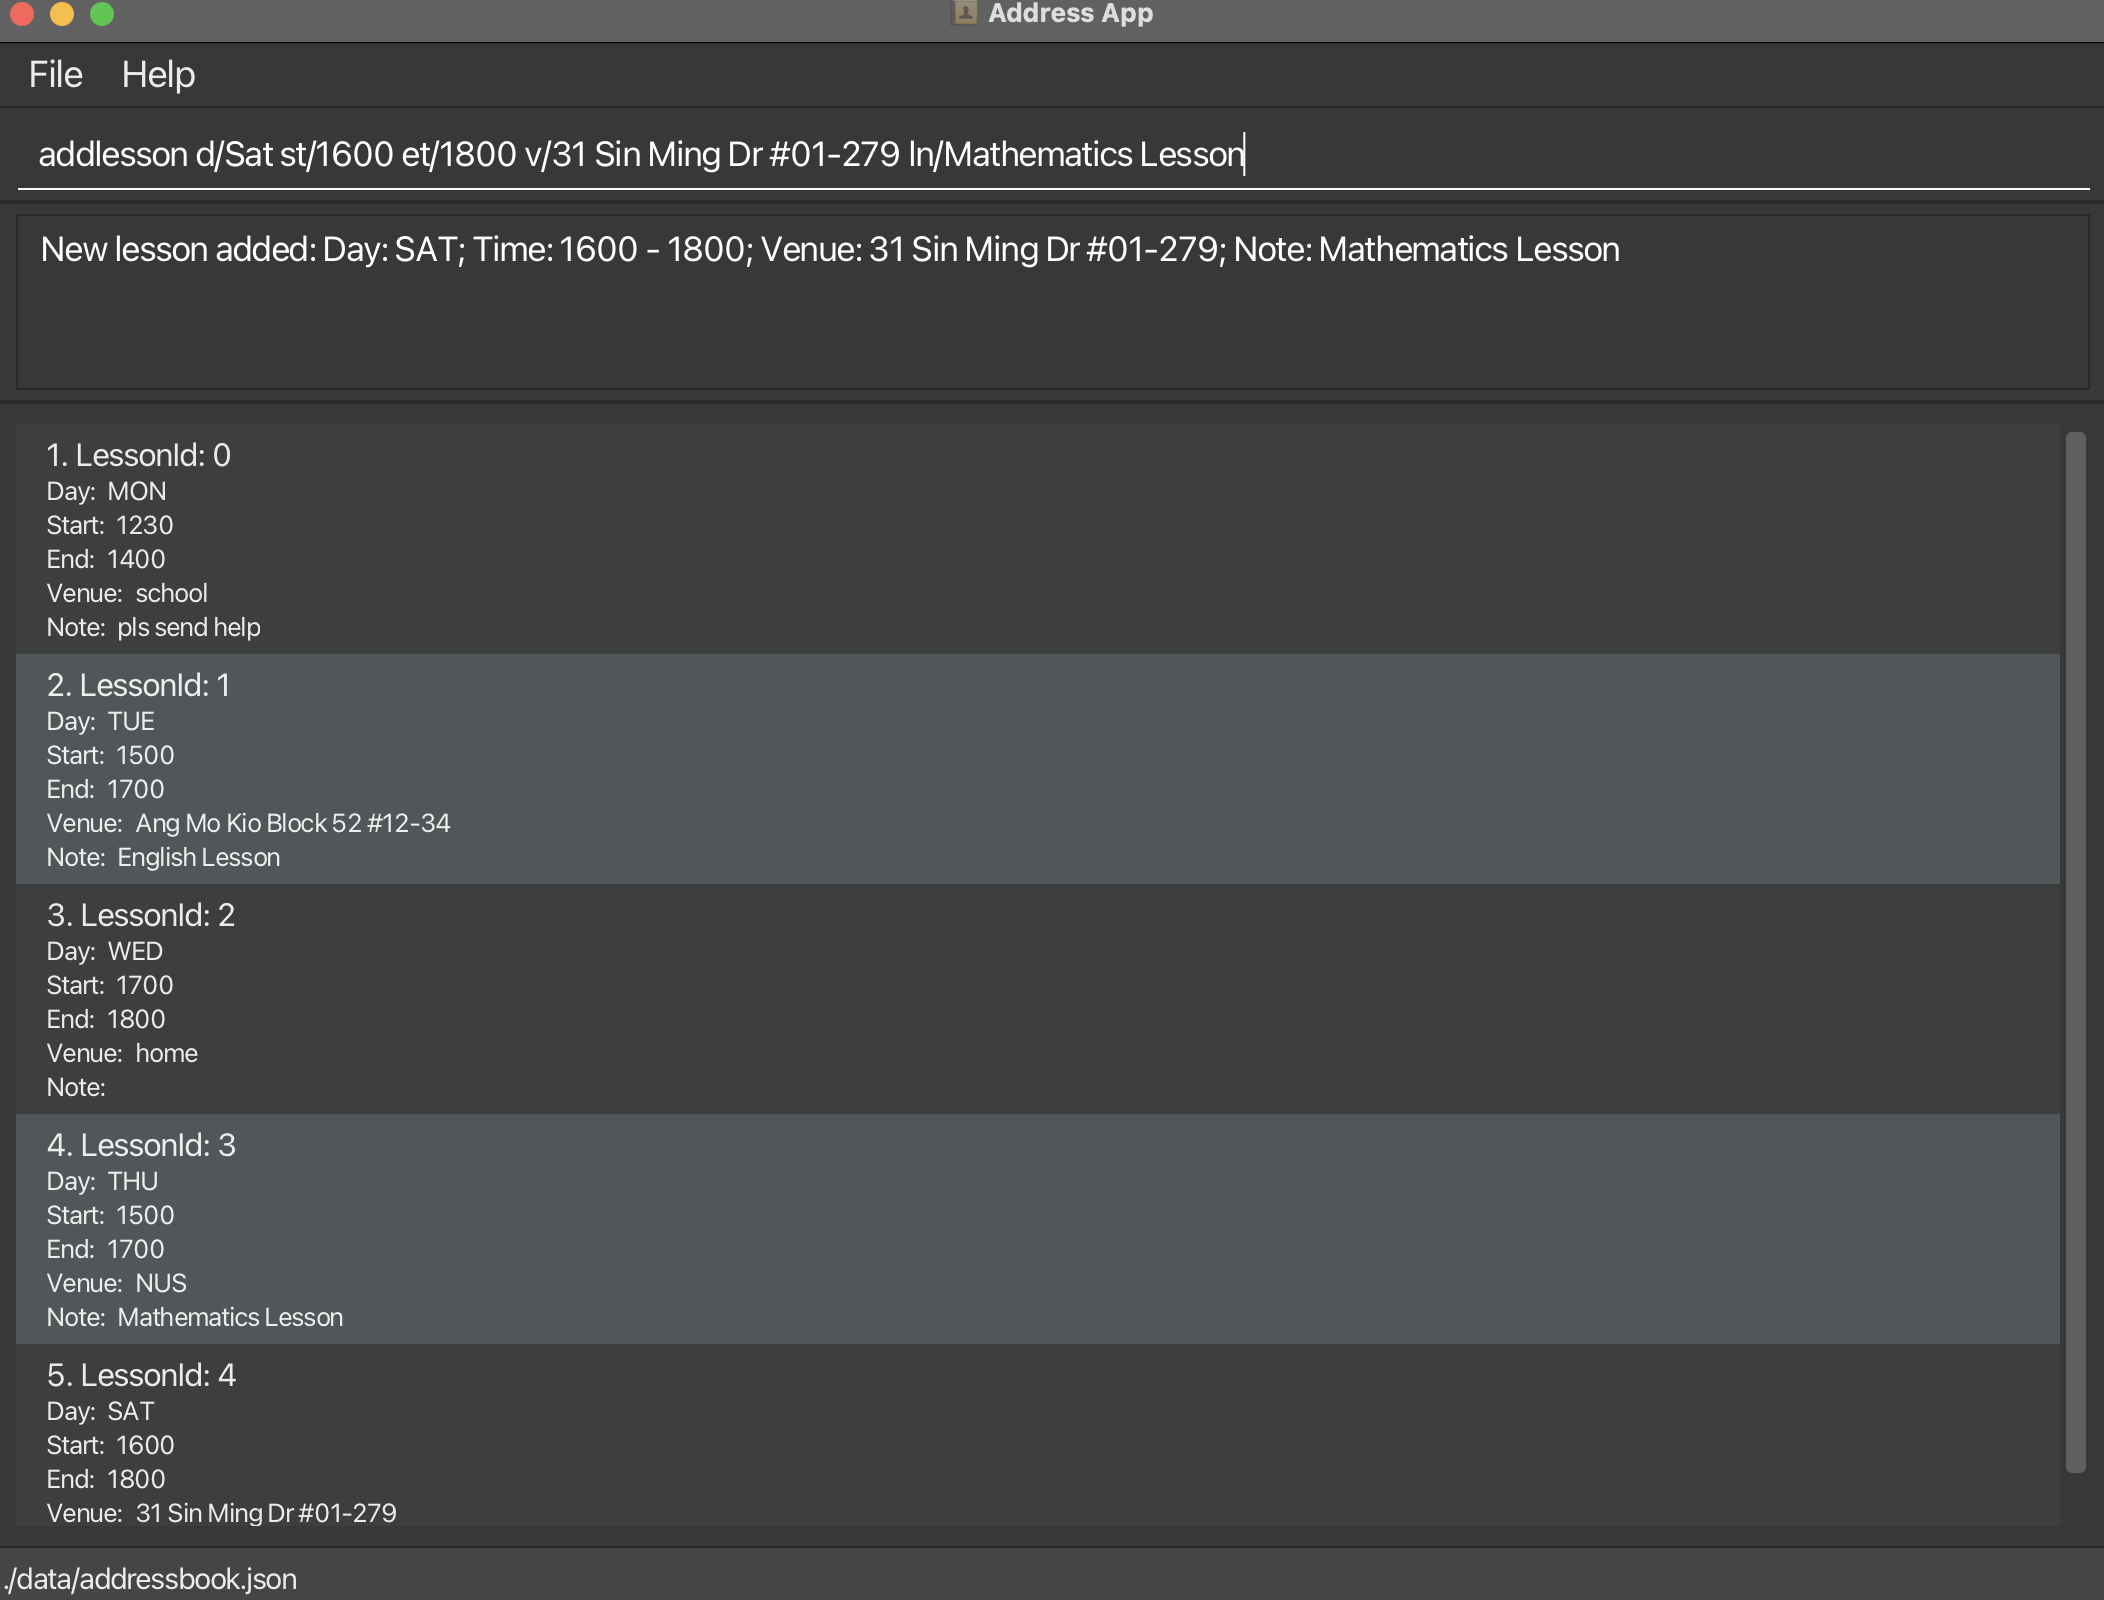 Address App
File Help
addlesson d/Sat st/1600 et/1800 v/31 Sin Ming Dr #01-279 ln/Mathematics Lesson
New lesson added: Day: SAT; Time: 1600 - 1800; Venue: 31 Sin Ming Dr #01-279; Note: Mathematics Lesson
1. LessonId: 0
Day: MON
Start: 1230
End: 1400
Venue: school
Note: pls send help
2. LessonId: 1
Day: TUE
Start: 1500
End: 1700
Venue: Ang Mo Kio Block 52 #12-34
Note: English Lesson
3. LessonId: 2
Day: WED
Start: 1700
End: 1800
Venue: home
Note:
4. LessonId: 3
Day: THU
Start: 1500
End: 1700
Venue: NUS
Note: Mathematics Lesson
5. LessonId: 4
Day: SAT
Start: 1600
End: 1800
Venue: 31 Sin Ming Dr #01-279
./data/addressbook.json